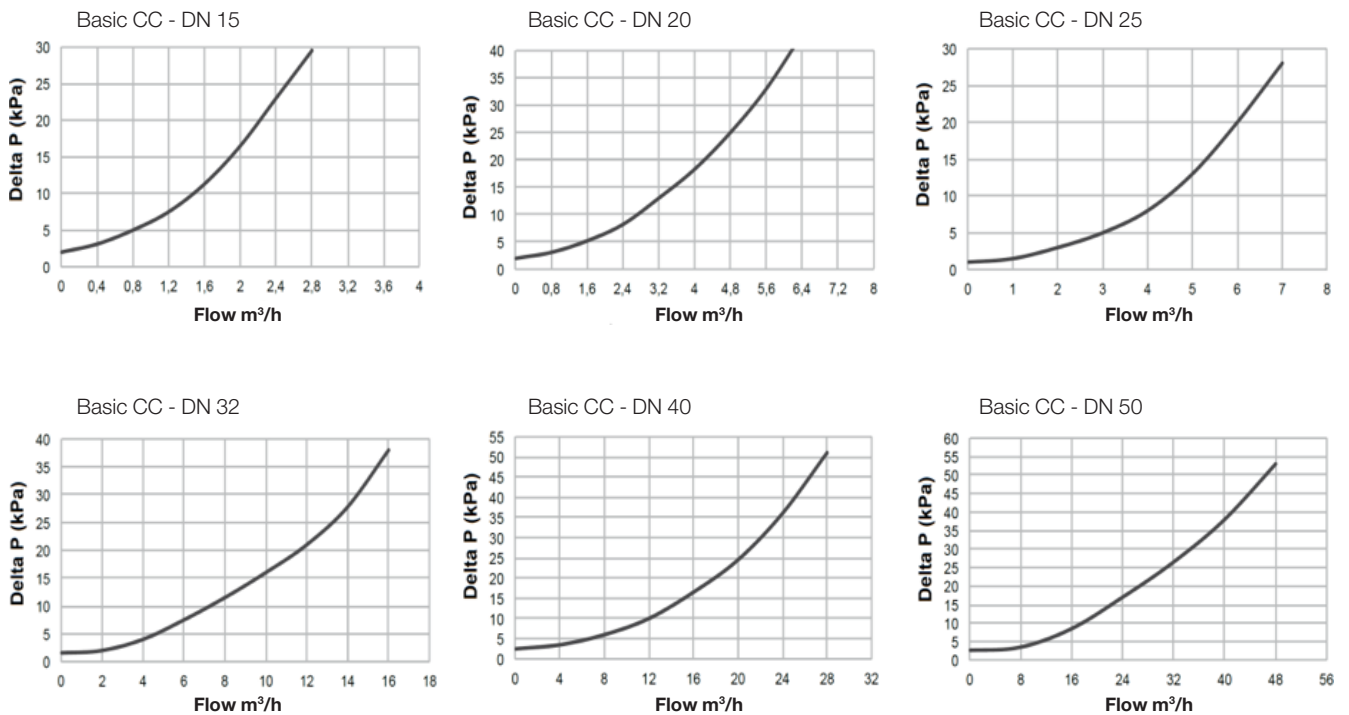 Basic CC - DN 15
Delta P (kPa)
30
25
20
15
10
5
0
0 0,4 0,8 1,2 1,6 2 2,4 2,8 3,2 3,6 4
Flow m³/h
Basic CC - DN 20
Delta P (kPa)
40
35
30
25
20
15
10
5
0
0 0,8 1,6 2,4 3,2 4 4,8 5,6 6,4 7,2 8
Flow m³/h
Basic CC - DN 25
Delta P (kPa)
30
25
20
15
10
5
0
0 1 2 3 4 5 6 7 8
Flow m³/h
Basic CC - DN 32
Delta P (kPa)
40
35
30
25
20
15
10
5
0
0 2 4 6 8 10 12 14 16 18
Flow m³/h
Basic CC - DN 40
Delta P (kPa)
55
50
45
40
35
30
25
20
15
10
5
0
0 4 8 12 16 20 24 28 32
Flow m³/h
Basic CC - DN 50
Delta P (kPa)
60
55
50
45
40
35
30
25
20
15
10
5
0
0 8 16 24 32 40 48 56
Flow m³/h